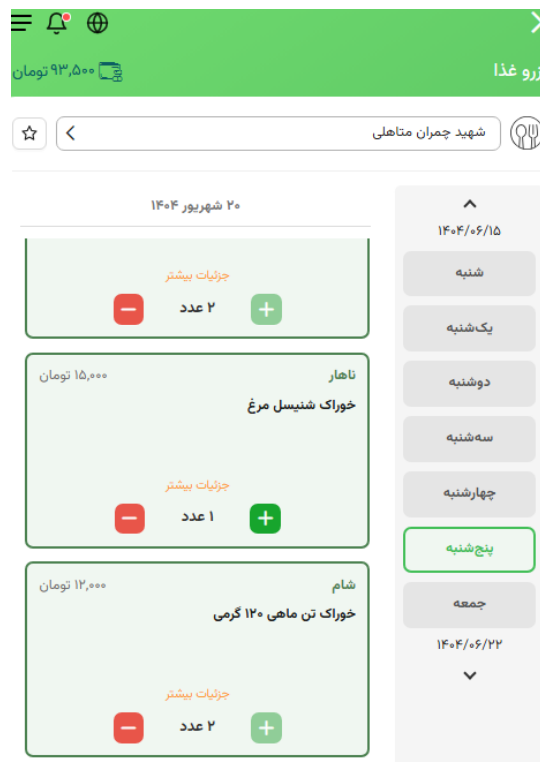 ۹۳,۵۰۰ تومان
رزرو غذا
شهید چمران متاهلی
۱۴۰۴/۰۶/۱۵
شنبه
یک‌شنبه
دوشنبه
سه‌شنبه
چهارشنبه
پنج‌شنبه
جمعه
۱۴۰۴/۰۶/۲۲
۲۰ شهریور ۱۴۰۴
جزئیات بیشتر
۲ عدد
ناهار
۱۵,۰۰۰ تومان
خوراک شنیسل مرغ
جزئیات بیشتر
۱ عدد
شام
۱۲,۰۰۰ تومان
خوراک تن ماهی ۱۲۰ گرمی
جزئیات بیشتر
۲ عدد